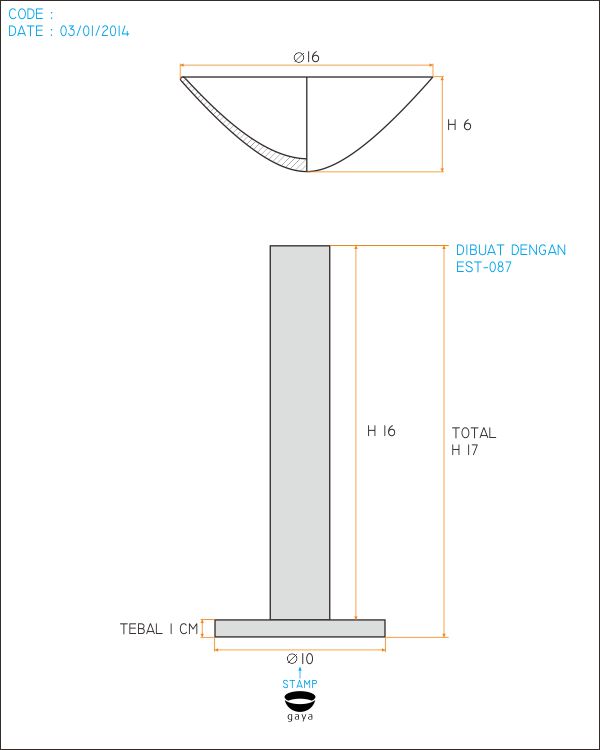 CODE :
DATE : 03/01/2014
Ø16
H 6
DIBUAT DENGAN
EST-087
H 16
TOTAL
H 17
TEBAL 1 CM
Ø10
STAMP
gaya